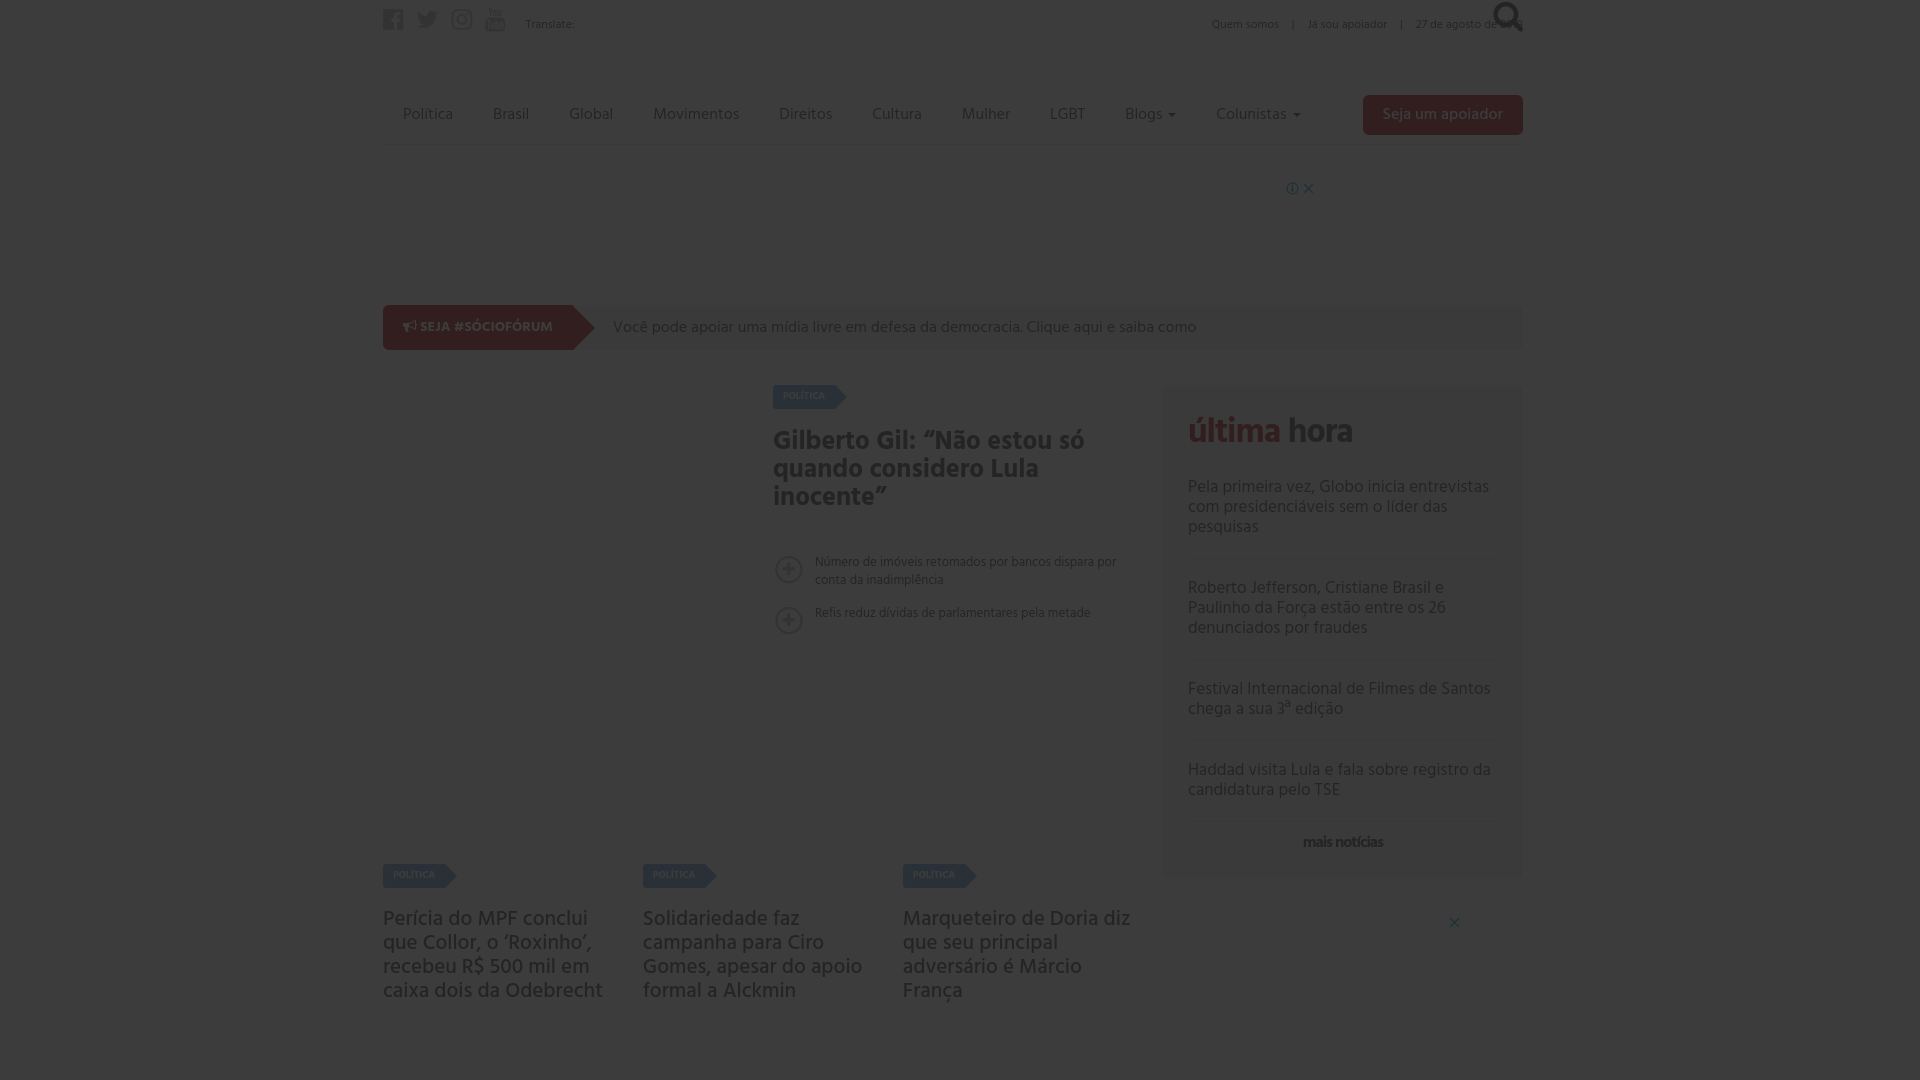 Translate:
Quem somos | Já sou apoiador | 27 de agosto de
Política Brasil Global Movimentos Direitos Cultura Mulher LGBT Blogs Colunistas Seja um apoiador
SEJA #SÓCIOFÓRUM Você pode apoiar uma mídia livre em defesa da democracia. Clique aqui e saiba como
POLÍTICA
Gilberto Gil: “Não estou só
quando considero Lula
inocente”
Número de imóveis retomados por bancos dispara por
conta da inadimplência
Refis reduz dívidas de parlamentares pela metade
última hora
Pela primeira vez, Globo inicia entrevistas
com presidenciáveis sem o líder das
pesquisas
Roberto Jefferson, Cristiane Brasil e
Paulinho da Força estão entre os 26
denunciados por fraudes
Festival Internacional de Filmes de Santos
chega a sua 3ª edição
Haddad visita Lula e fala sobre registro da
candidatura pelo TSE
mais notícias
POLÍTICA
Perícia do MPF conclui
que Collor, o ‘Roxinho’,
recebeu R$ 500 mil em
caixa dois da Odebrecht
POLÍTICA
Solidariedade faz
campanha para Ciro
Gomes, apesar do apoio
formal a Alckmin
POLÍTICA
Marqueteiro de Doria diz
que seu principal
adversário é Márcio
França